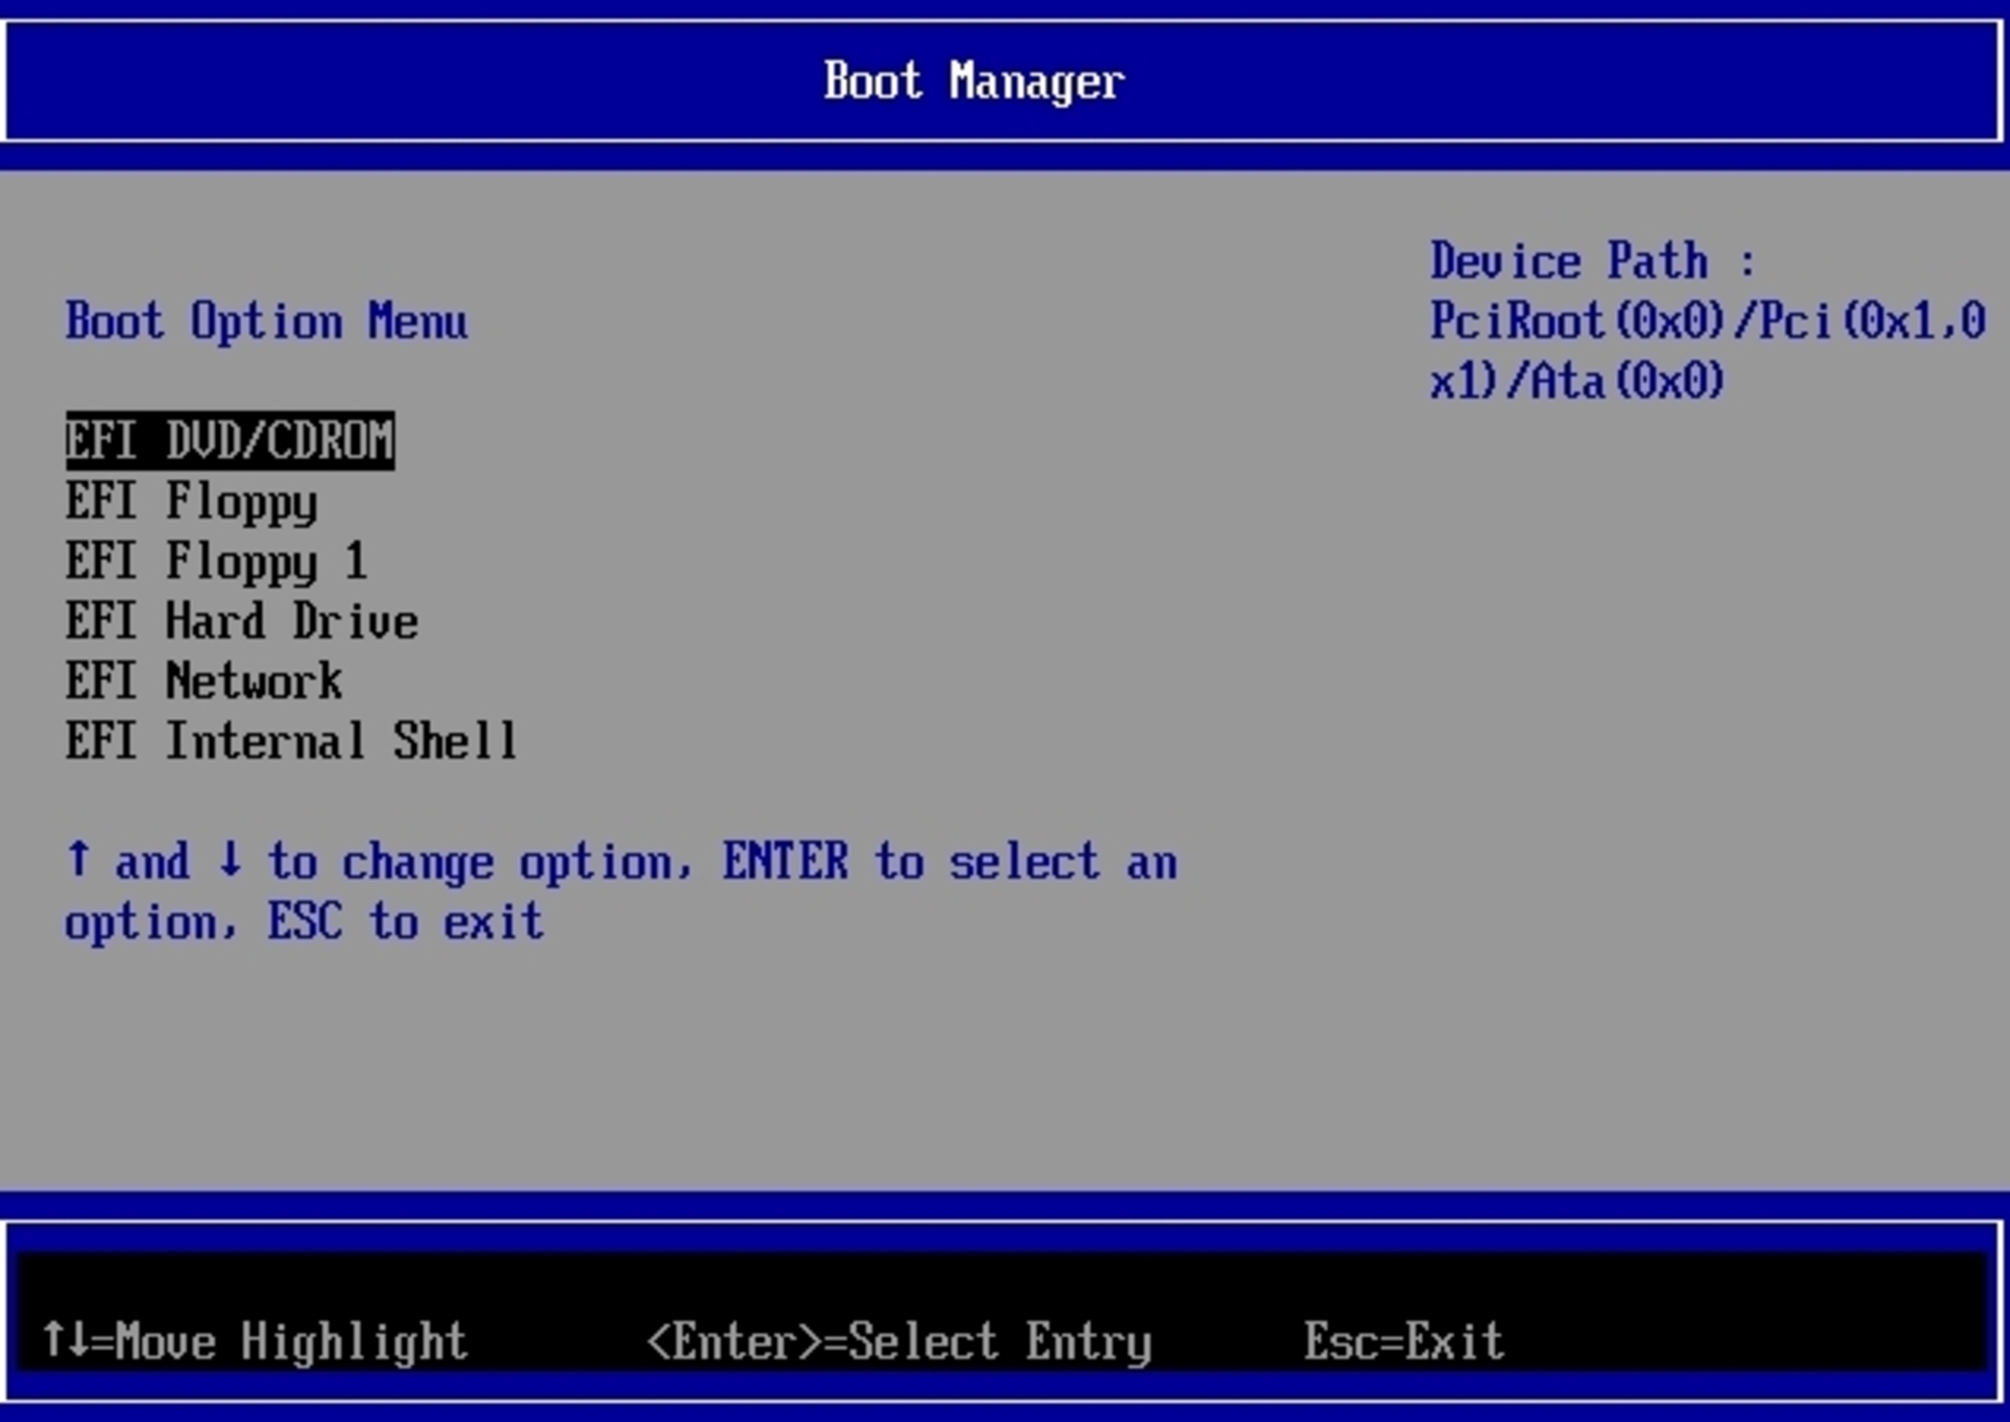 Boot Manager
Device Path :
Boot Option Menu
PciRoot(0x0)/Pci(0x1,0
x1)/Ata(0x0)
EFI DVD/CDROM
EFI Floppy
EFI Floppy 1
EFI Hard Drive
EFI Network
EFI Internal Shell
↑ and ↓ to change option, ENTER to select an
option, ESC to exit
↑↓=Move Highlight <Enter>=Select Entry Esc=Exit